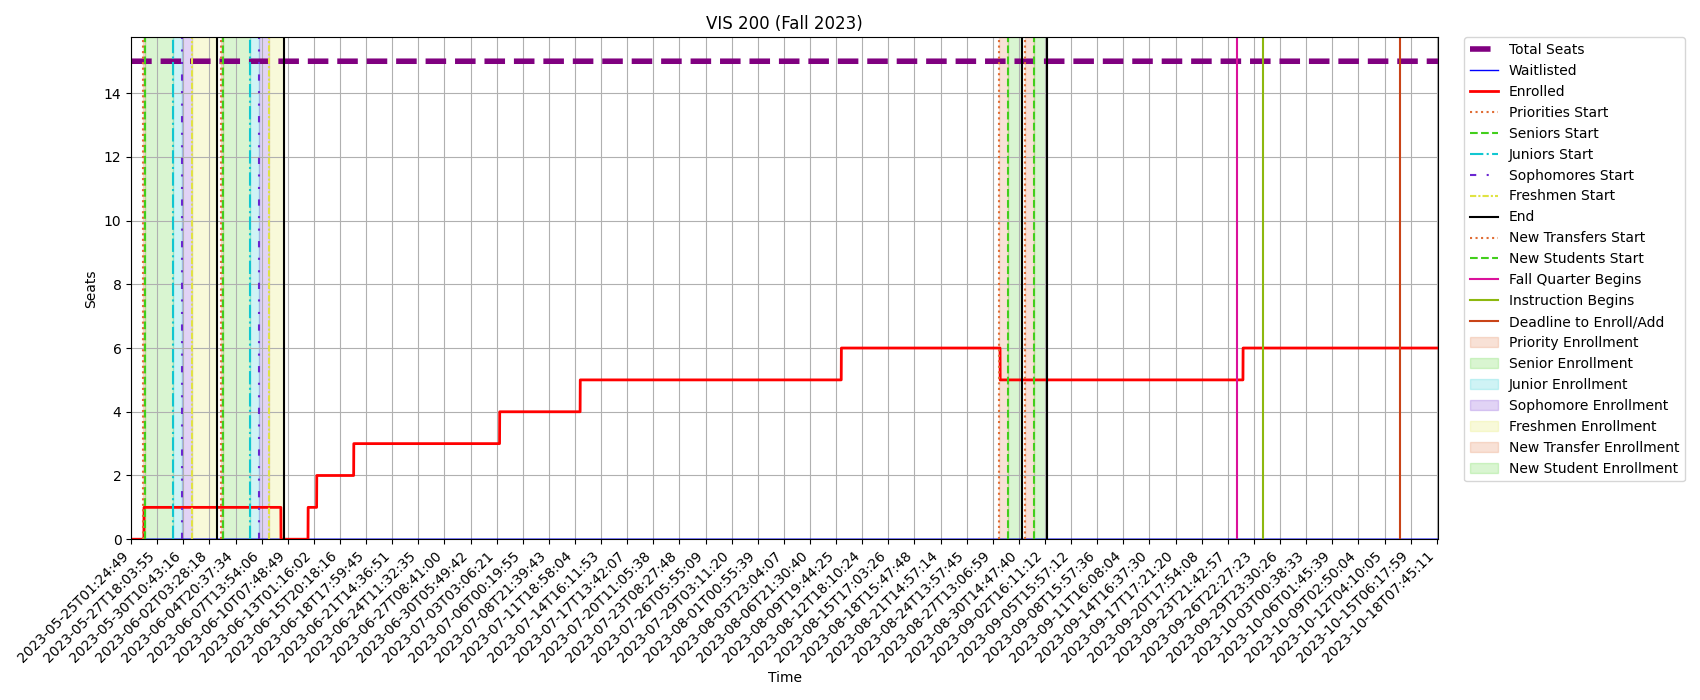 VIS 200 (Fall 2023)
Seats
14
12
10
8
6
4
2
0
2023-05-25T01:24:49
2023-05-27T18:03:55
2023-05-30T10:43:16
2023-06-02T03:28:18
2023-06-04T20:37:34
2023-06-07T13:54:06
2023-06-10T07:48:49
2023-06-13T01:16:02
2023-06-15T20:18:16
2023-06-18T17:59:45
2023-06-21T14:36:51
2023-06-24T11:32:35
2023-06-27T08:41:00
2023-06-30T05:49:42
2023-07-03T03:06:21
2023-07-06T00:19:55
2023-07-08T21:39:43
2023-07-11T18:58:04
2023-07-14T16:11:53
2023-07-17T13:42:07
2023-07-20T11:05:38
2023-07-23T08:27:48
2023-07-26T05:55:09
2023-07-29T03:11:20
2023-08-01T00:55:39
2023-08-03T23:04:07
2023-08-06T21:30:40
2023-08-09T19:44:25
2023-08-12T18:10:24
2023-08-15T17:03:26
2023-08-18T15:47:48
2023-08-21T14:57:14
2023-08-24T13:57:45
2023-08-27T13:06:59
2023-08-30T14:47:40
2023-09-02T16:11:12
2023-09-05T15:57:12
2023-09-08T15:57:36
2023-09-11T16:08:04
2023-09-14T16:37:30
2023-09-17T17:21:20
2023-09-20T17:54:08
2023-09-23T21:42:57
2023-09-26T22:27:23
2023-09-29T23:30:26
2023-10-03T00:38:33
2023-10-06T01:45:39
2023-10-09T02:50:04
2023-10-12T04:10:05
2023-10-15T06:17:59
2023-10-18T07:45:11
Time
Total Seats
Waitlisted
Enrolled
Priorities Start
Seniors Start
Juniors Start
Sophomores Start
Freshmen Start
End
New Transfers Start
New Students Start
Fall Quarter Begins
Instruction Begins
Deadline to Enroll/Add
Priority Enrollment
Senior Enrollment
Junior Enrollment
Sophomore Enrollment
Freshmen Enrollment
New Transfer Enrollment
New Student Enrollment